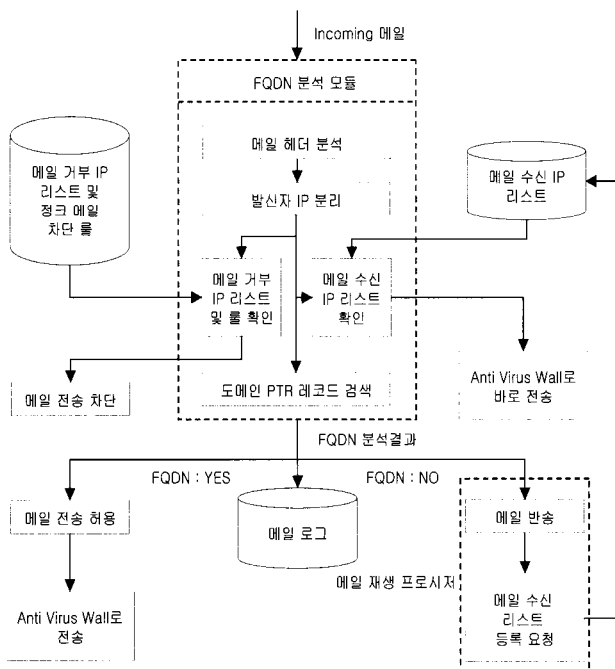 Incoming 메일
FQDN 분석 모듈
메일 헤더 분석
발신자 IP 분리
메일 거부 IP
리스트 및
정크 메일
차단 룰
메일 수신 IP
리스트
메일 거부
IP 리스트
및 룰 확인
메일 수신
IP 리스트
확인
메일 전송 차단
도메인 PTR 레코드 검색
Anti Virus Wall로
바로 전송
FQDN 분석결과
FQDN : YES
FQDN : NO
메일 전송 허용
메일 로그
메일 반송
메일 재생 프로시저
Anti Virus Wall로
전송
메일 수신
리스트
등록 요청